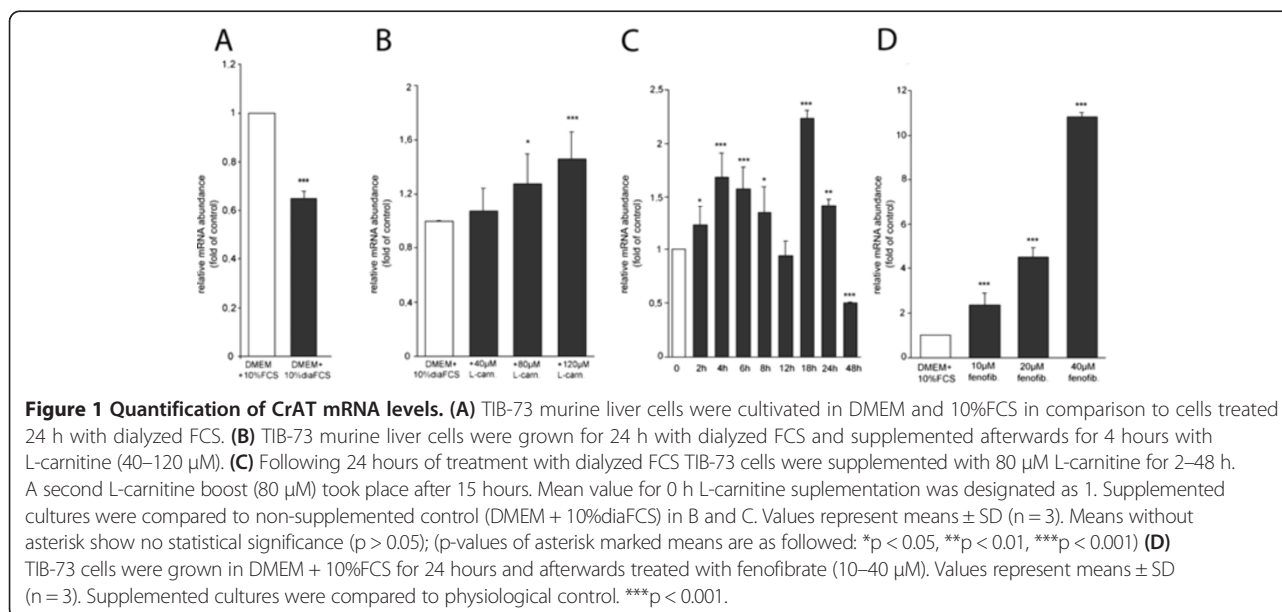 A
B
C
D
relative mRNA abundance
(fold of control)
1,2
1
0.8
0.6
0.4
0.2
0
***
DMEM
+10%FCS
DMEM+
10%diaFCS
relative mRNA abundance
(fold of control)
2
1,6
1.2
0.8
0.4
0
*
***
DMEM+
10%diaFCS
+40µM
L-carn.
+80µM
L-carn.
+120µM
L-carn.
relative mRNA abundance
(fold of control)
2,5
2
1.5
1
0,5
0
*
***
***
*
***
**
***
0
2h
4h
6h
8h
12h
18h
24h
48h
relative mRNA abundance
(fold of control)
12
10
8
6
4
2
0
***
***
***
DMEM+
10%FCS
10µM
fenofib.
20µM
fenofib.
40µM
fenofib.
Figure 1 Quantification of CrAT mRNA levels. (A) TIB-73 murine liver cells were cultivated in DMEM and 10%FCS in comparison to cells treated
24 h with dialyzed FCS. (B) TIB-73 murine liver cells were grown for 24 h with dialyzed FCS and supplemented afterwards for 4 hours with
L-carnitine (40–120 μM). (C) Following 24 hours of treatment with dialyzed FCS TIB-73 cells were supplemented with 80 μM L-carnitine for 2–48 h.
A second L-carnitine boost (80 μM) took place after 15 hours. Mean value for 0 h L-carnitine suplementation was designated as 1. Supplemented
cultures were compared to non-supplemented control (DMEM + 10%diaFCS) in B and C. Values represent means ± SD (n = 3). Means without
asterisk show no statistical significance (p > 0.05); (p-values of asterisk marked means are as followed: *p < 0.05, **p < 0.01, ***p < 0.001) (D)
TIB-73 cells were grown in DMEM + 10%FCS for 24 hours and afterwards treated with fenofibrate (10–40 μM). Values represent means ± SD
(n = 3). Supplemented cultures were compared to physiological control. ***p < 0.001.